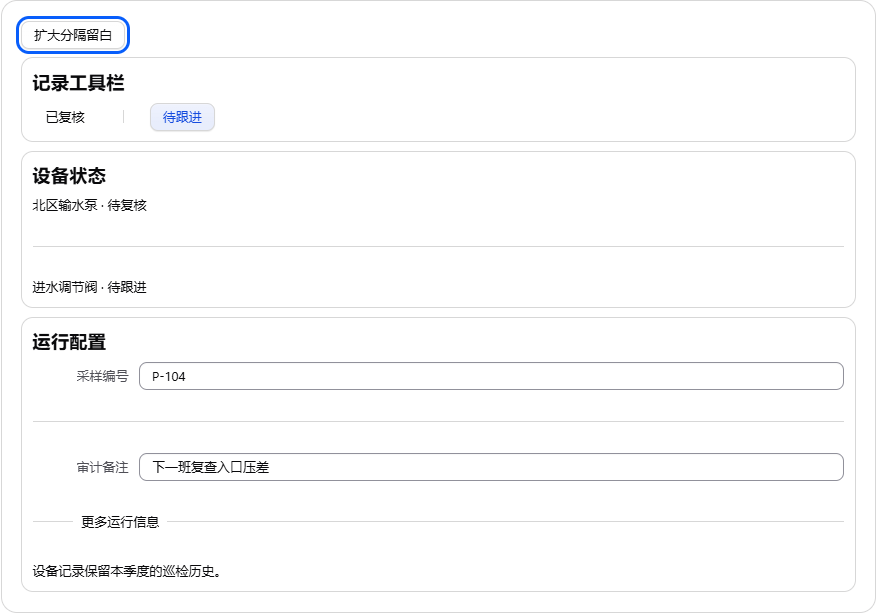 扩大分隔留白
记录工具栏
已复核 待跟进
设备状态
北区输水泵 · 待复核
进水调节阀 · 待跟进
运行配置
采样编号 P-104
审计备注 下一班复查入口压差
更多运行信息
设备记录保留本季度的巡检历史。